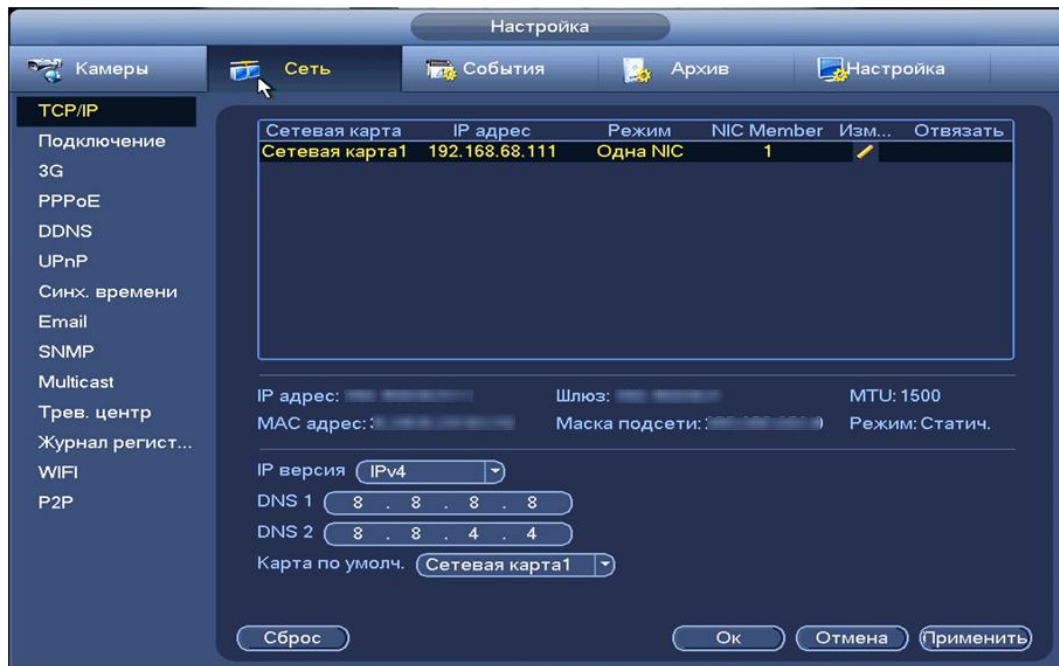 Настройка
Камеры Сеть События Архив Настройка
TCP/IP
Подключение
3G
PPPoE
DDNS
UPnP
Синх. времени
Email
SNMP
Multicast
Трев. центр
Журнал регист...
WIFI
P2P
Сетевая карта IP адрес Режим NIC Member Изм... Отвязать
Сетевая карта1 192.168.68.111 Одна NIC 1
IP адрес: Шлюз: MTU: 1500
MAC адрес: Маска подсети: Режим: Статич.
IP версия IPv4
DNS 1 8 . 8 . 8 . 8
DNS 2 8 . 8 . 4 . 4
Карта по умолч. Сетевая карта1
Сброс Ок Отмена Применить